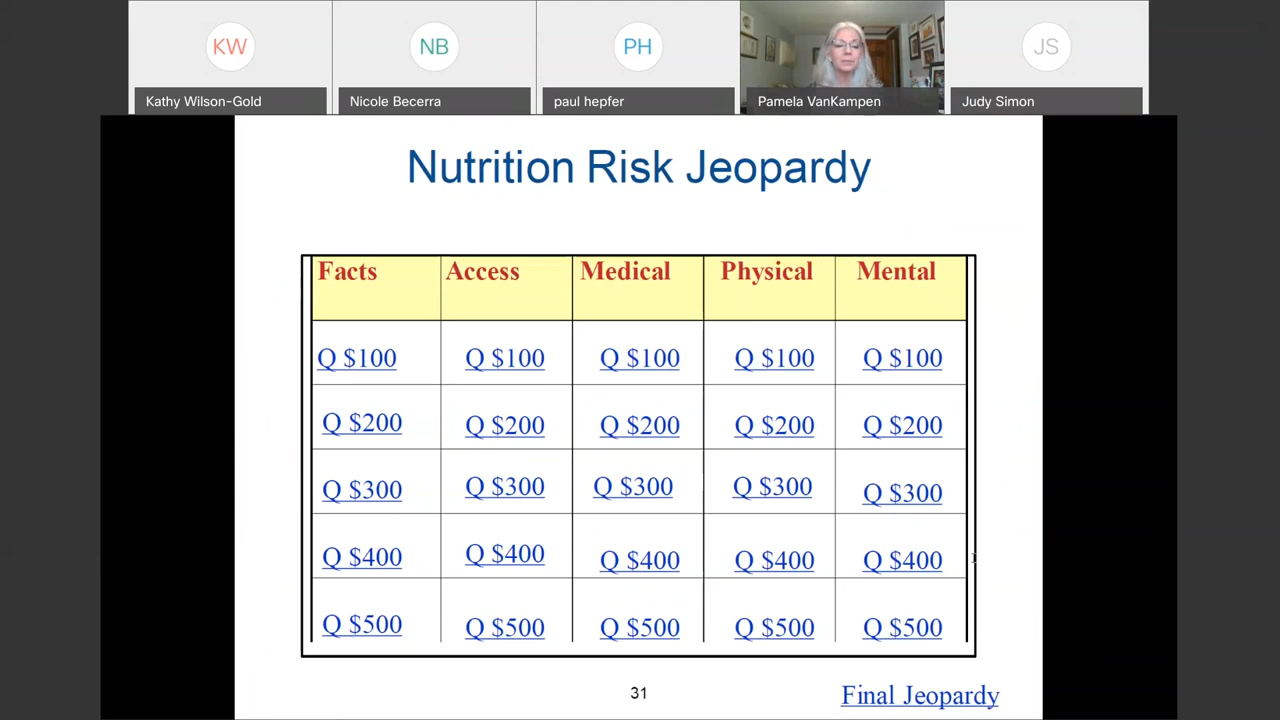 KW
NB
PH
JS
Kathy Wilson-Gold
Nicole Becerra
paul hepfer
Pamela VanKampen
Judy Simon
Nutrition Risk Jeopardy
Facts Access Medical Physical Mental
Q $100 Q $100 Q $100 Q $100 Q $100
Q $200 Q $200 Q $200 Q $200 Q $200
Q $300 Q $300 Q $300 Q $300 Q $300
Q $400 Q $400 Q $400 Q $400 Q $400
Q $500 Q $500 Q $500 Q $500 Q $500
31
Final Jeopardy